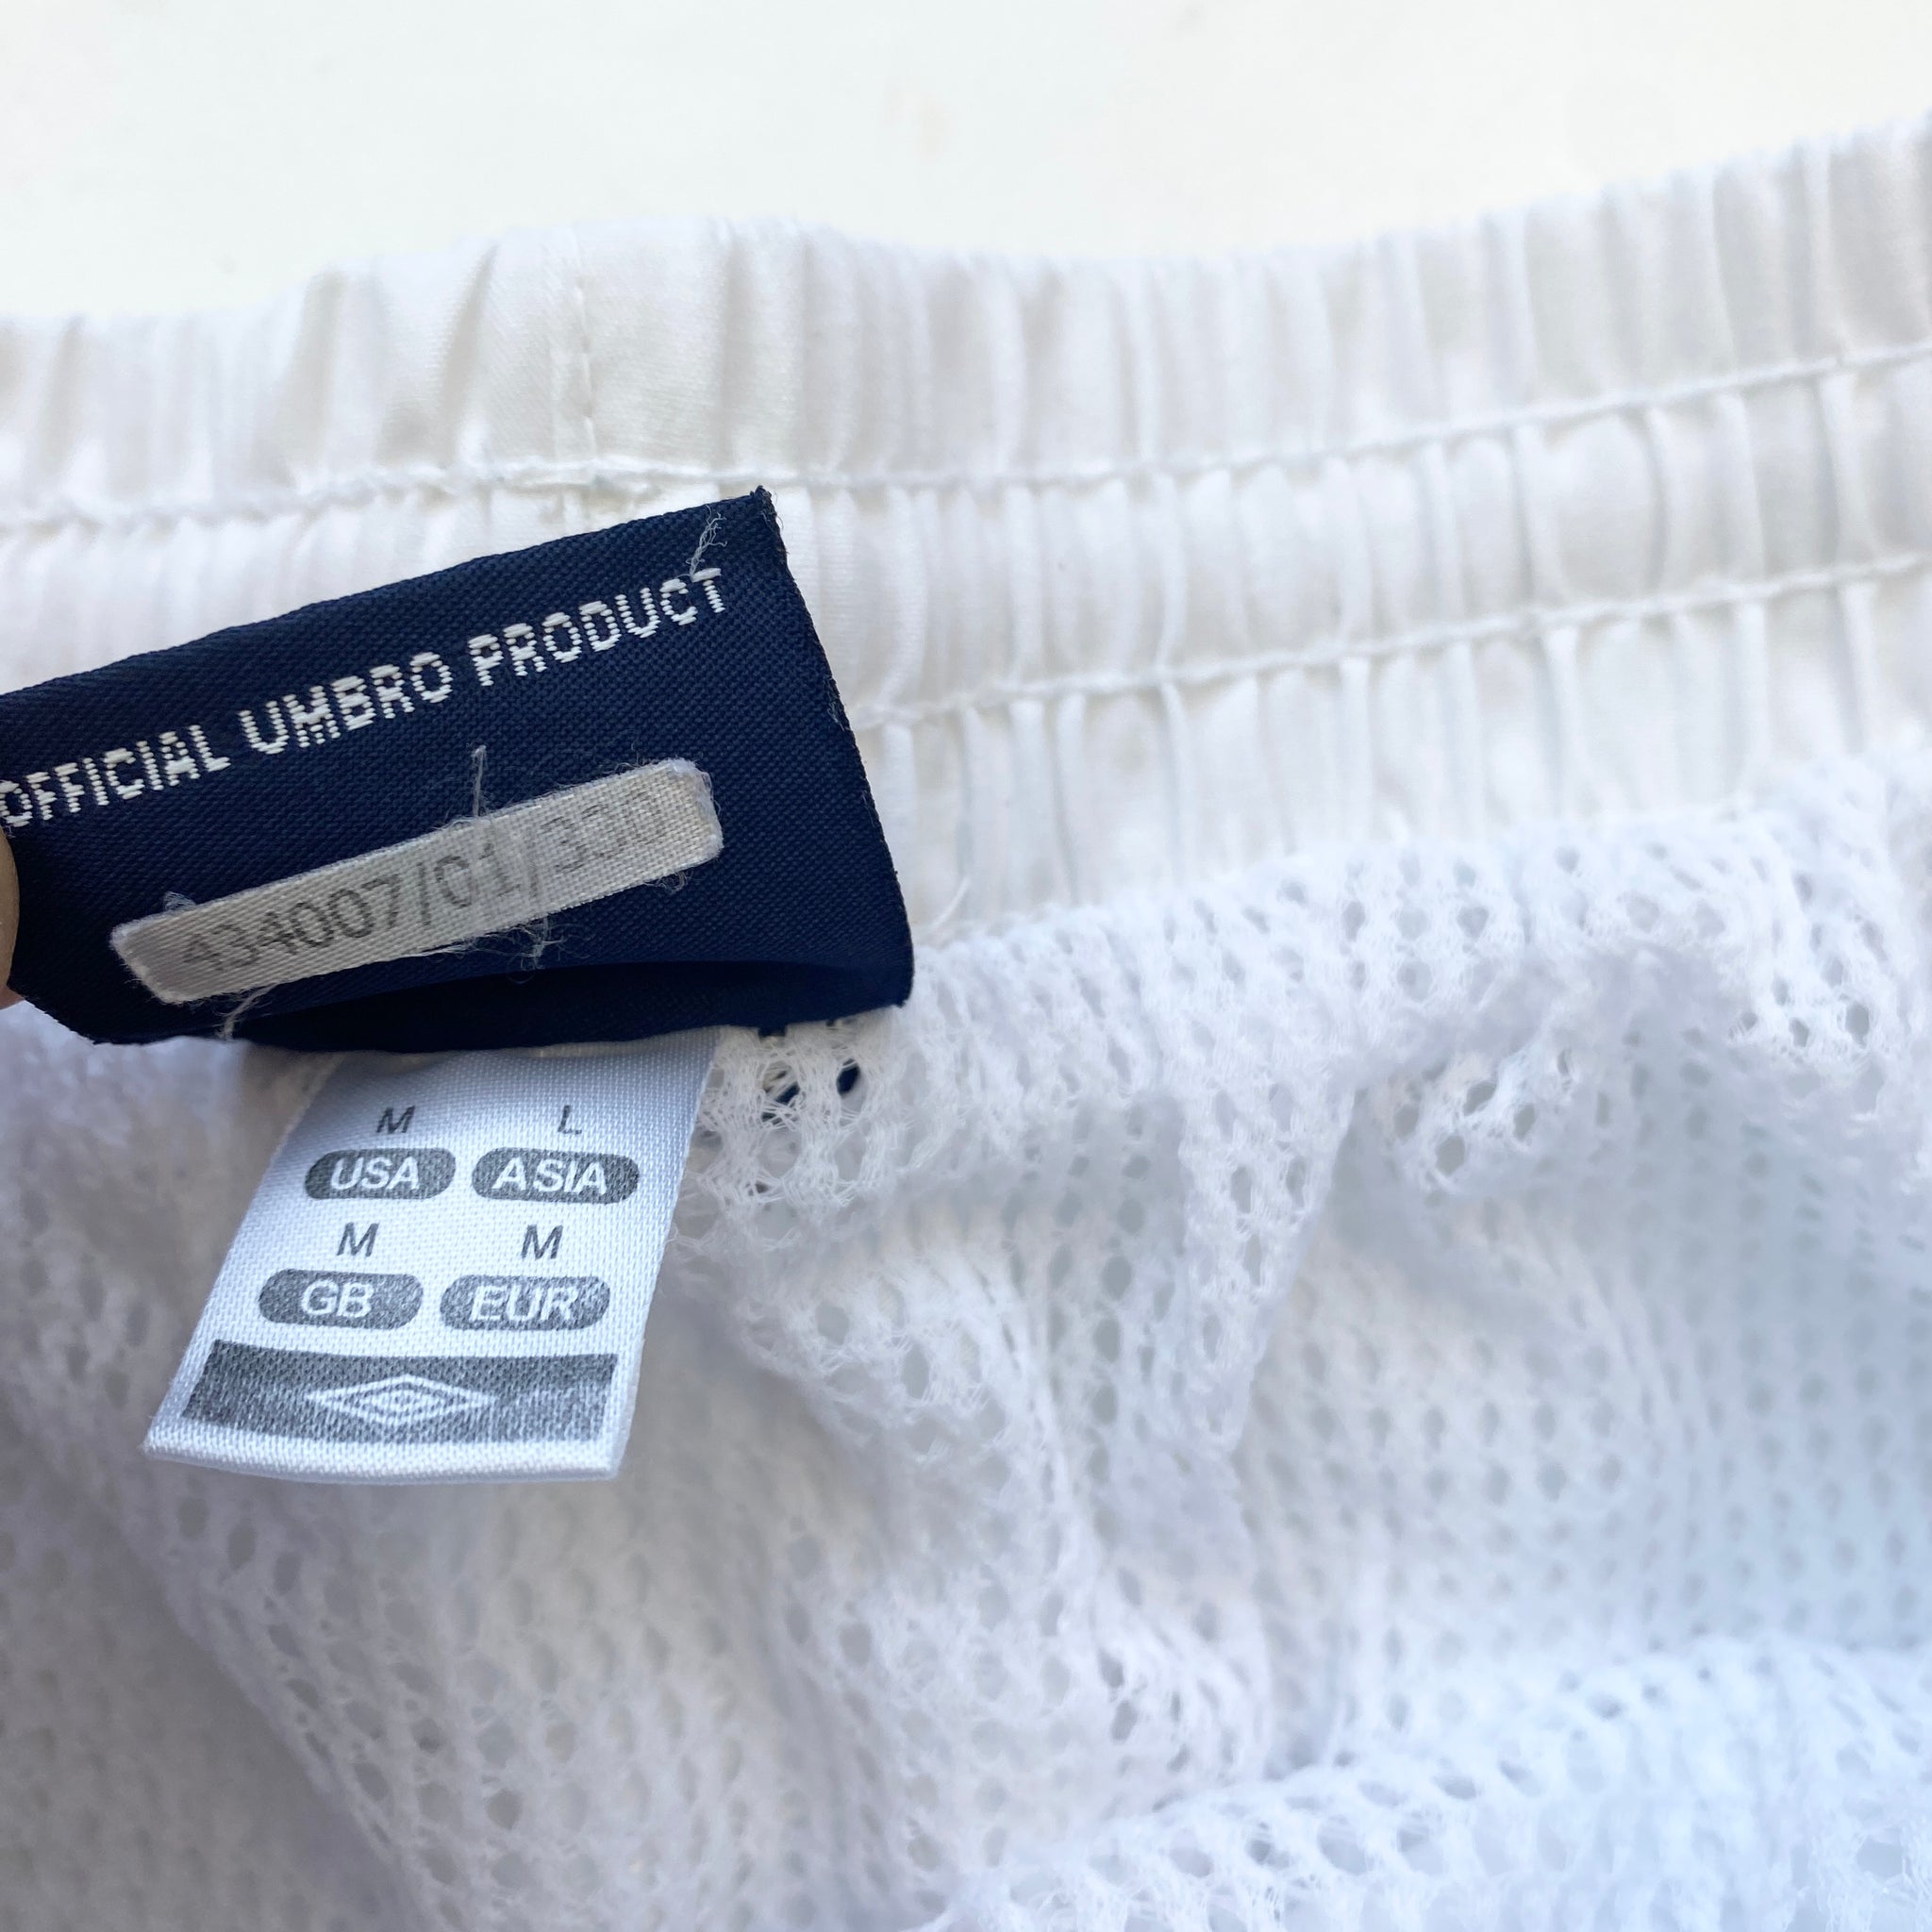 OFFICIAL UMBRO PRODUCT
434007/01/330
M L
USA ASIA
M M
GB EUR